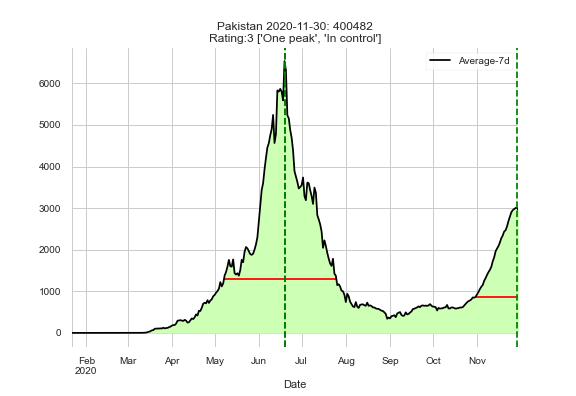 Pakistan 2020-11-30: 400482
Rating:3 ['One peak', 'In control']
Average-7d
6000
5000
4000
3000
2000
1000
0
Feb Mar Apr May Jun Jul Aug Sep Oct Nov
2020
Date